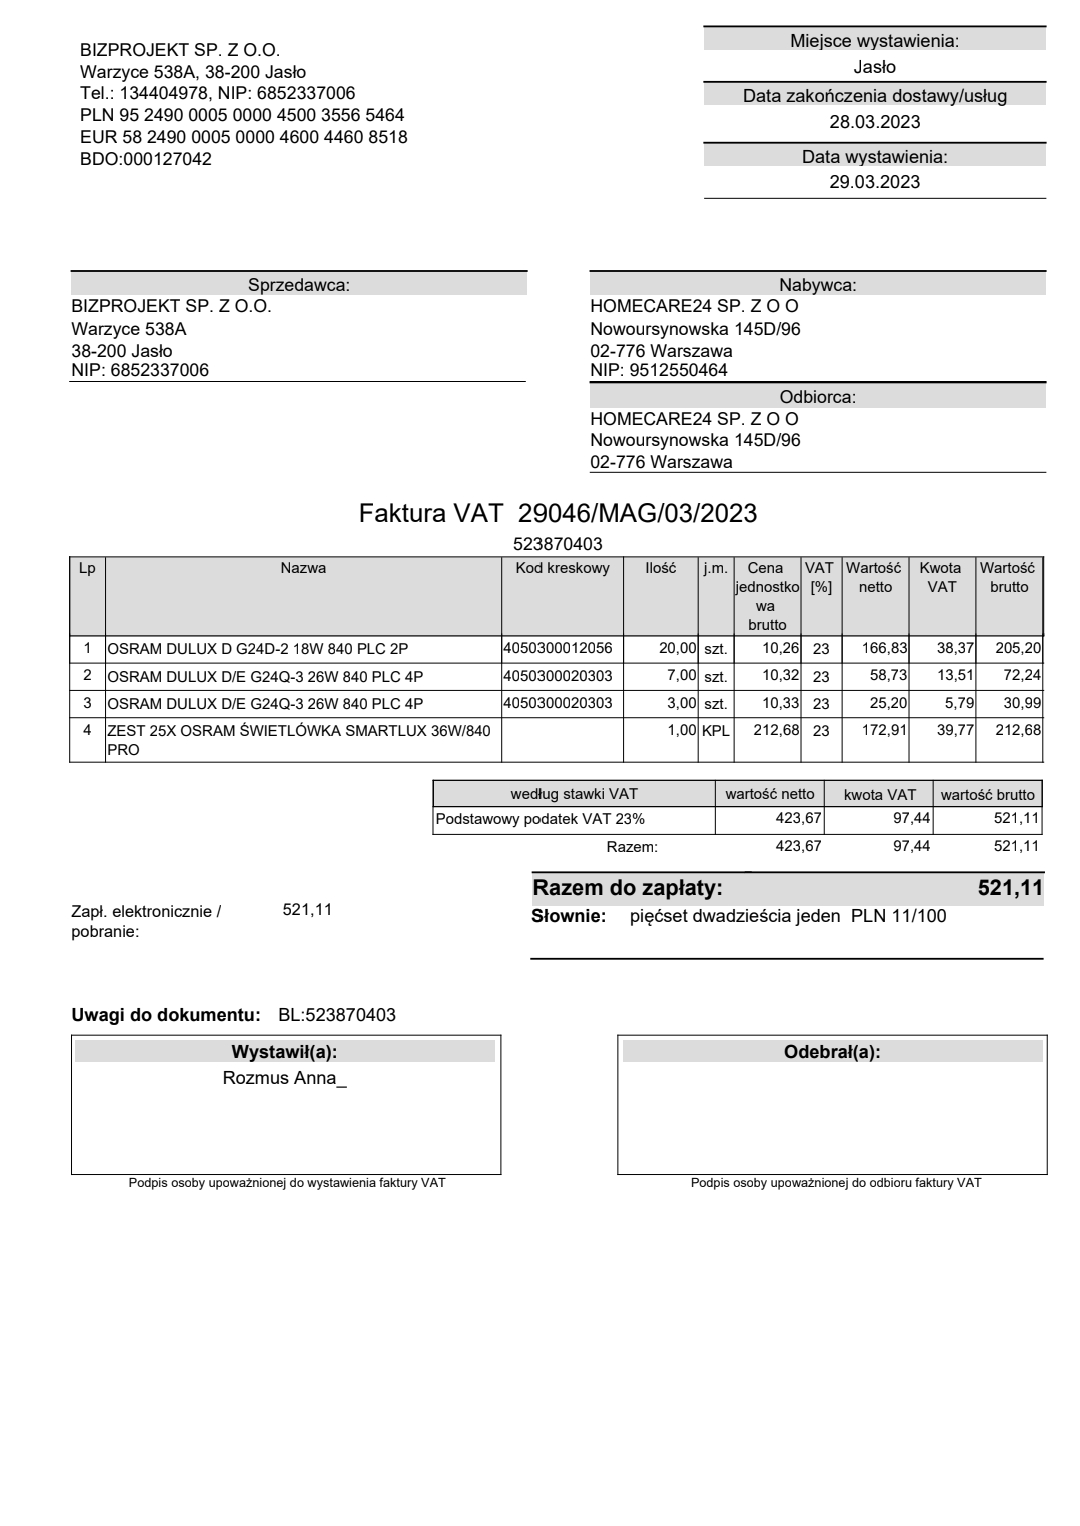 BIZPROJEKT SP. Z O.O.
Warzyce 538A, 38-200 Jasło
Tel.: 134404978, NIP: 6852337006
PLN 95 2490 0005 0000 4500 3556 5464
EUR 58 2490 0005 0000 4600 4460 8518
BDO:000127042
Miejsce wystawienia:
Jasło
Data zakończenia dostawy/usług
28.03.2023
Data wystawienia:
29.03.2023
Sprzedawca:
BIZPROJEKT SP. Z O.O.
Warzyce 538A
38-200 Jasło
NIP: 6852337006
Nabywca:
HOMECARE24 SP. Z O O
Nowoursynowska 145D/96
02-776 Warszawa
NIP: 9512550464
Odbiorca:
HOMECARE24 SP. Z O O
Nowoursynowska 145D/96
02-776 Warszawa
Faktura VAT 29046/MAG/03/2023
523870403
Lp Nazwa Kod kreskowy Ilość j.m. Cena VAT Wartość Kwota Wartość
jednostko [%] netto VAT brutto
wa
brutto
1 OSRAM DULUX D G24D-2 18W 840 PLC 2P 4050300012056 20,00 szt. 10,26 23 166,83 38,37 205,20
2 OSRAM DULUX D/E G24Q-3 26W 840 PLC 4P 4050300020303 7,00 szt. 10,32 23 58,73 13,51 72,24
3 OSRAM DULUX D/E G24Q-3 26W 840 PLC 4P 4050300020303 3,00 szt. 10,33 23 25,20 5,79 30,99
4 ZEST 25X OSRAM ŚWIETLÓWKA SMARTLUX 36W/840 1,00 KPL 212,68 23 172,91 39,77 212,68
PRO
według stawki VAT wartość netto kwota VAT wartość brutto
Podstawowy podatek VAT 23% 423,67 97,44 521,11
Razem: 423,67 97,44 521,11
Razem do zapłaty: 521,11
Słownie: pięćset dwadzieścia jeden PLN 11/100
Zapł. elektronicznie / 521,11
pobranie:
Uwagi do dokumentu: BL:523870403
Wystawił(a):
Rozmus Anna_
Podpis osoby upoważnionej do wystawienia faktury VAT
Odebrał(a):
Podpis osoby upoważnionej do odbioru faktury VAT